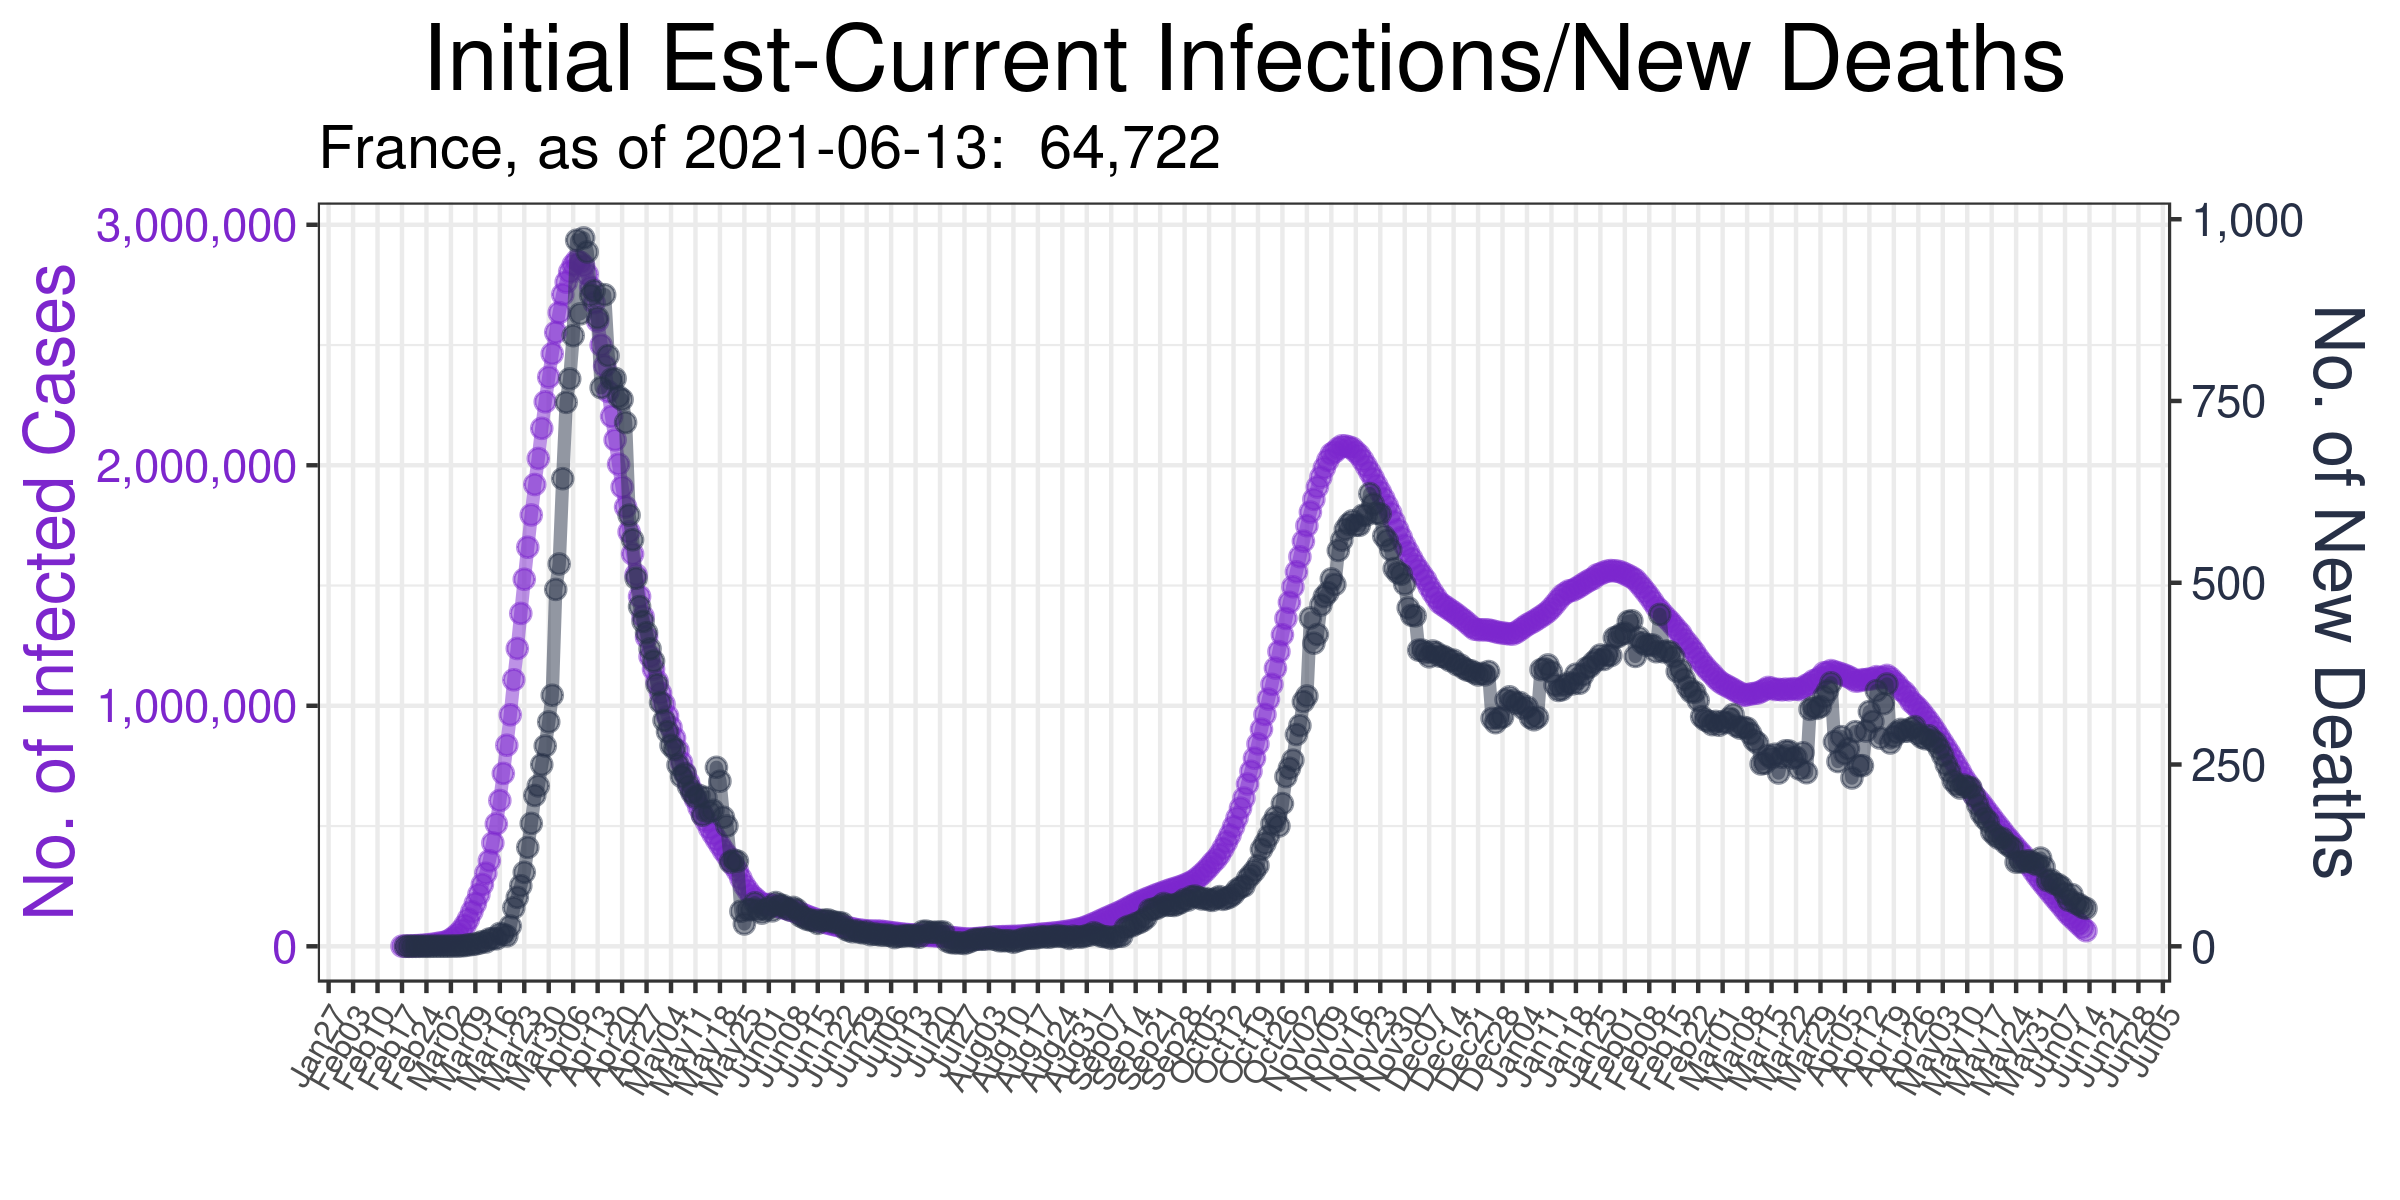 Initial Est-Current Infections/New Deaths
France, as of 2021-06-13:  64,722
No. of Infected Cases
3,000,000
2,000,000
1,000,000
0
1,000
750
500
250
0
No. of New Deaths
Jan27
Feb03
Feb10
Feb17
Feb24
Mar02
Mar09
Mar16
Mar23
Mar30
Apr06
Apr13
Apr20
Apr27
May04
May11
May18
May25
Jun01
Jun08
Jun15
Jun22
Jun29
Jul06
Jul13
Jul20
Jul27
Aug03
Aug10
Aug17
Aug24
Aug31
Sep07
Sep14
Sep21
Sep28
Oct05
Oct12
Oct19
Oct26
Nov02
Nov09
Nov16
Nov23
Nov30
Dec07
Dec14
Dec21
Dec28
Jan04
Jan11
Jan18
Jan25
Feb01
Feb08
Feb15
Feb22
Mar01
Mar08
Mar15
Mar22
Mar29
Apr05
Apr12
Apr19
Apr26
May03
May10
May17
May24
May31
Jun07
Jun14
Jun21
Jun28
Jul05